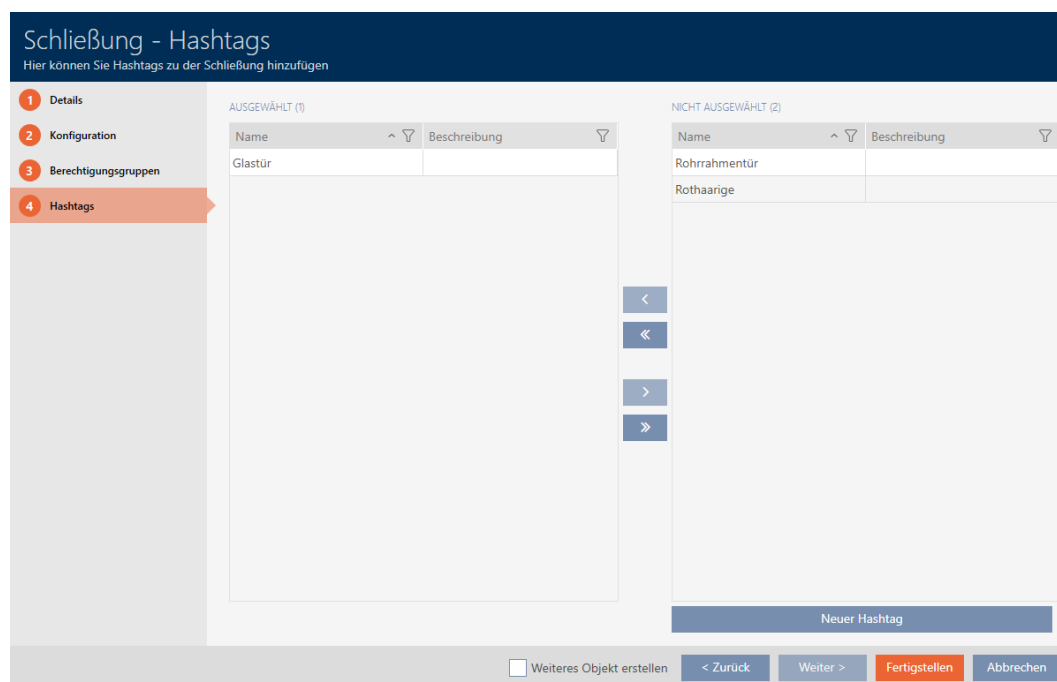 Schließung - Hashtags
Hier können Sie Hashtags zu der Schließung hinzufügen
1 Details
2 Konfiguration
3 Berechtigungsgruppen
4 Hashtags
AUSGEWÄHLT (1)
Name Beschreibung
Glastür
NICHT AUSGEWÄHLT (2)
Name Beschreibung
Rohrrahmentür
Rothaarige
Neuer Hashtag
Weiteres Objekt erstellen < Zurück Weiter > Fertigstellen Abbrechen